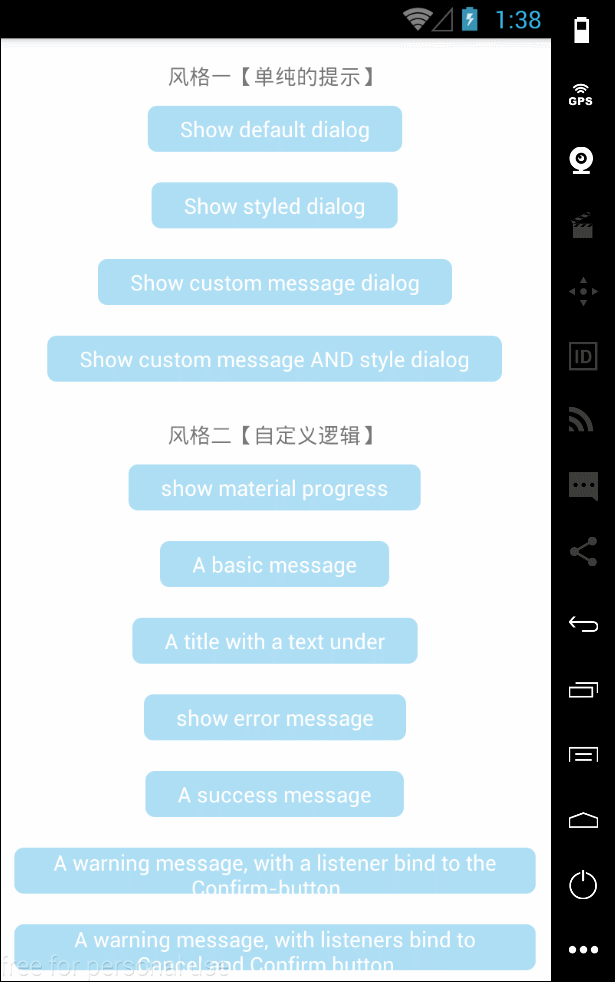 1:38
风格一【单纯的提示】
GPS
Show default dialog
Show styled dialog
Show custom message dialog
Show custom message AND style dialog
ID
风格二【自定义逻辑】
show material progress
A basic message
A title with a text under
show error message
A success message
A warning message, with a listener bind to the
Confirm-button
A warning message, with listeners bind to
Cancel and Confirm button
free for personal use